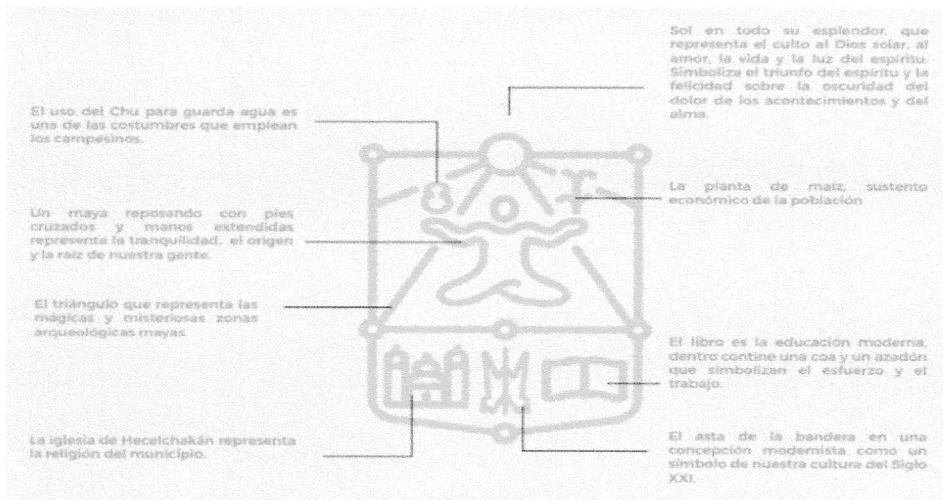 Sol en todo su esplendor, que
representa el culto al Dios solar, al
amor, la vida y la luz del espíritu.
Simboliza el triunfo del espíritu y la
felicidad sobre la oscuridad del
dolor de los acontecimientos y del
alma.
El uso del Chu para guarda agua es
una de las costumbres que emplean
los campesinos.
La planta de maíz, sustento
económico de la población
Un maya reposando con pies
cruzados y manos extendidas
representa la tranquilidad, el origen
y la raíz de nuestra gente.
El triángulo que representa las
mágicas y misteriosas zonas
arqueológicas mayas.
El libro es la educación moderna,
dentro contine una coa y un azadón
que simbolizan el esfuerzo y el
trabajo.
La iglesia de Hecelchakán representa
la religión del municipio.
El asta de la bandera en una
concepción modernista como un
símbolo de nuestra cultura del Siglo
XXI.